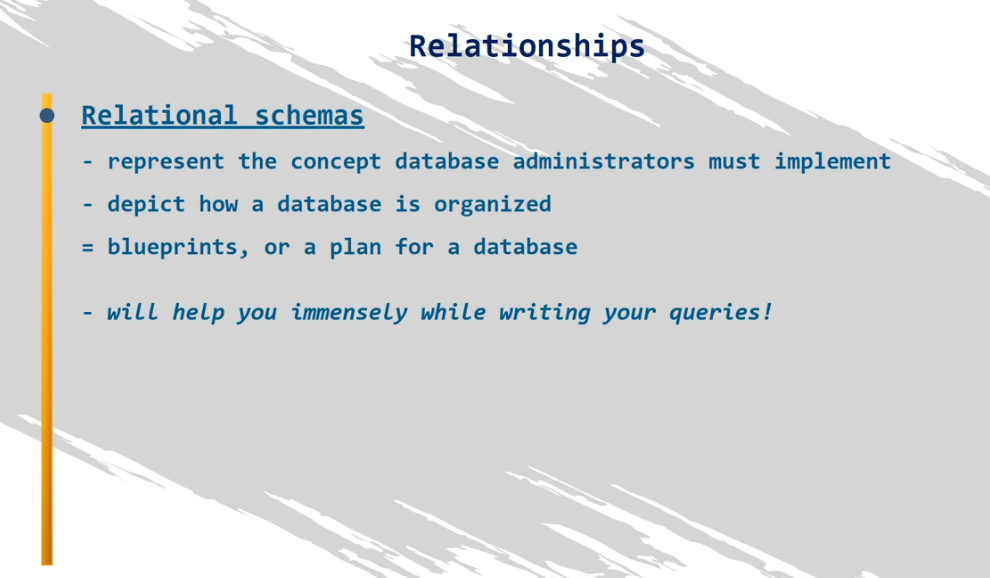 Relationships
Relational schemas
- represent the concept database administrators must implement
- depict how a database is organized
= blueprints, or a plan for a database
- will help you immensely while writing your queries!